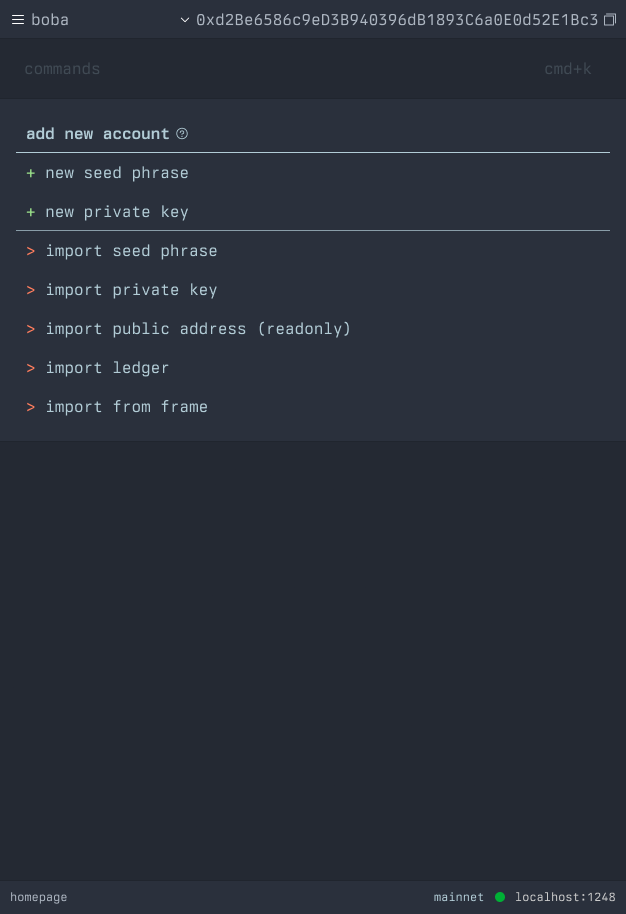 boba 0xd2Be6586c9eD3B940396dB1893C6a0E0d52E1Bc3
commands cmd+k
add new account
+ new seed phrase
+ new private key
> import seed phrase
> import private key
> import public address (readonly)
> import ledger
> import from frame
homepage mainnet localhost:1248